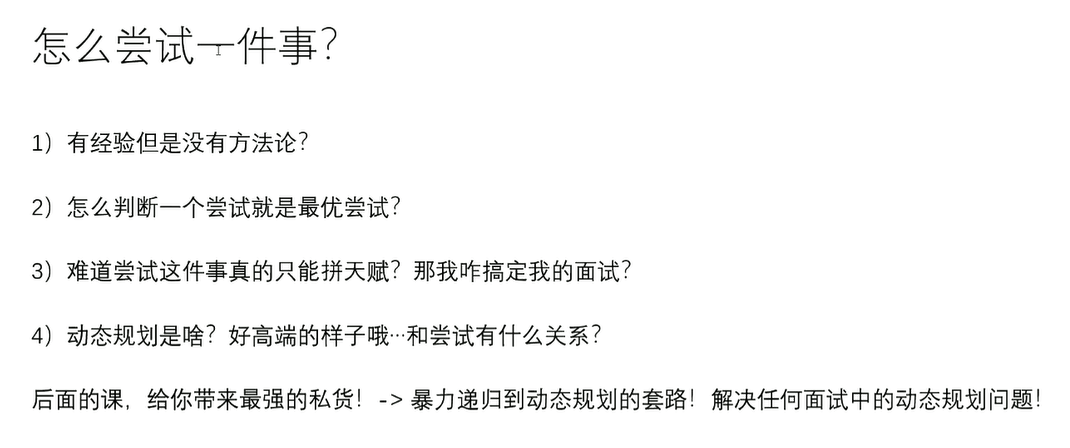 怎么尝试一件事？
1）有经验但是没有方法论？
2）怎么判断一个尝试就是最优尝试？
3）难道尝试这件事真的只能拼天赋？那我咋搞定我的面试？
4）动态规划是啥？好高端的样子哦…和尝试有什么关系？
后面的课，给你带来最强的私货！-> 暴力递归到动态规划的套路！解决任何面试中的动态规划问题！